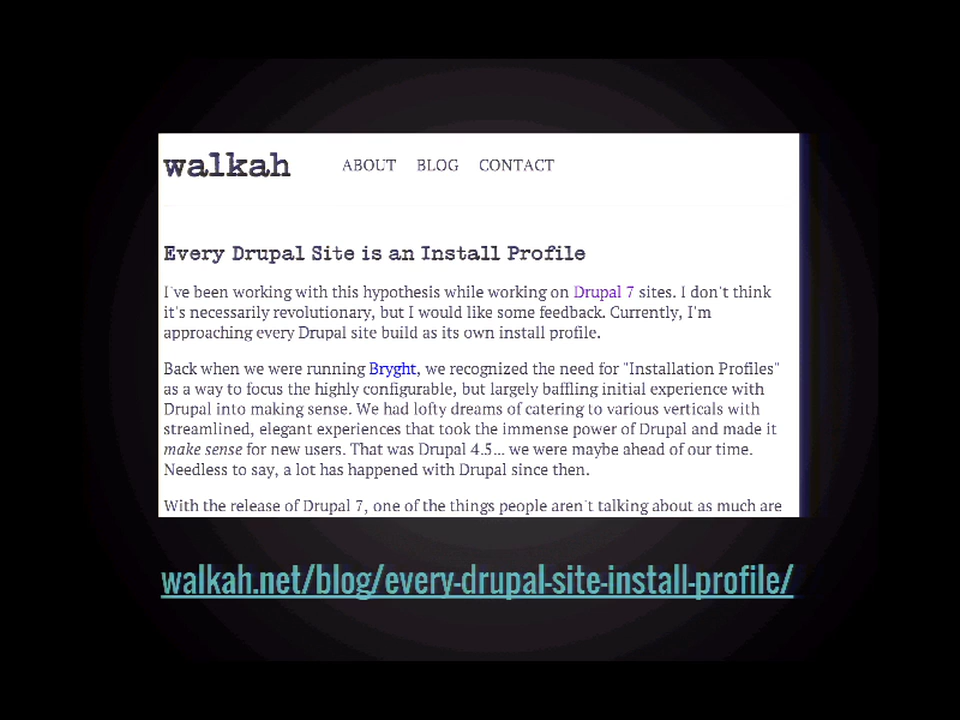 walkah
ABOUT BLOG CONTACT
Every Drupal Site is an Install Profile
I've been working with this hypothesis while working on Drupal 7 sites. I don't think
it's necessarily revolutionary, but I would like some feedback. Currently, I'm
approaching every Drupal site build as its own install profile.
Back when we were running Bryght, we recognized the need for "Installation Profiles"
as a way to focus the highly configurable, but largely baffling initial experience with
Drupal into making sense. We had lofty dreams of catering to various verticals with
streamlined, elegant experiences that took the immense power of Drupal and made it
make sense for new users. That was Drupal 4.5... we were maybe ahead of our time.
Needless to say, a lot has happened with Drupal since then.
With the release of Drupal 7, one of the things people aren't talking about as much are
walkah.net/blog/every-drupal-site-install-profile/